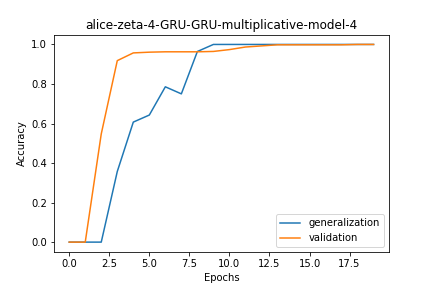 alice-zeta-4-GRU-GRU-multiplicative-model-4
1.0
0.8
0.6
0.4
0.2
0.0
Accuracy
generalization
validation
0.0 2.5 5.0 7.5 10.0 12.5 15.0 17.5
Epochs